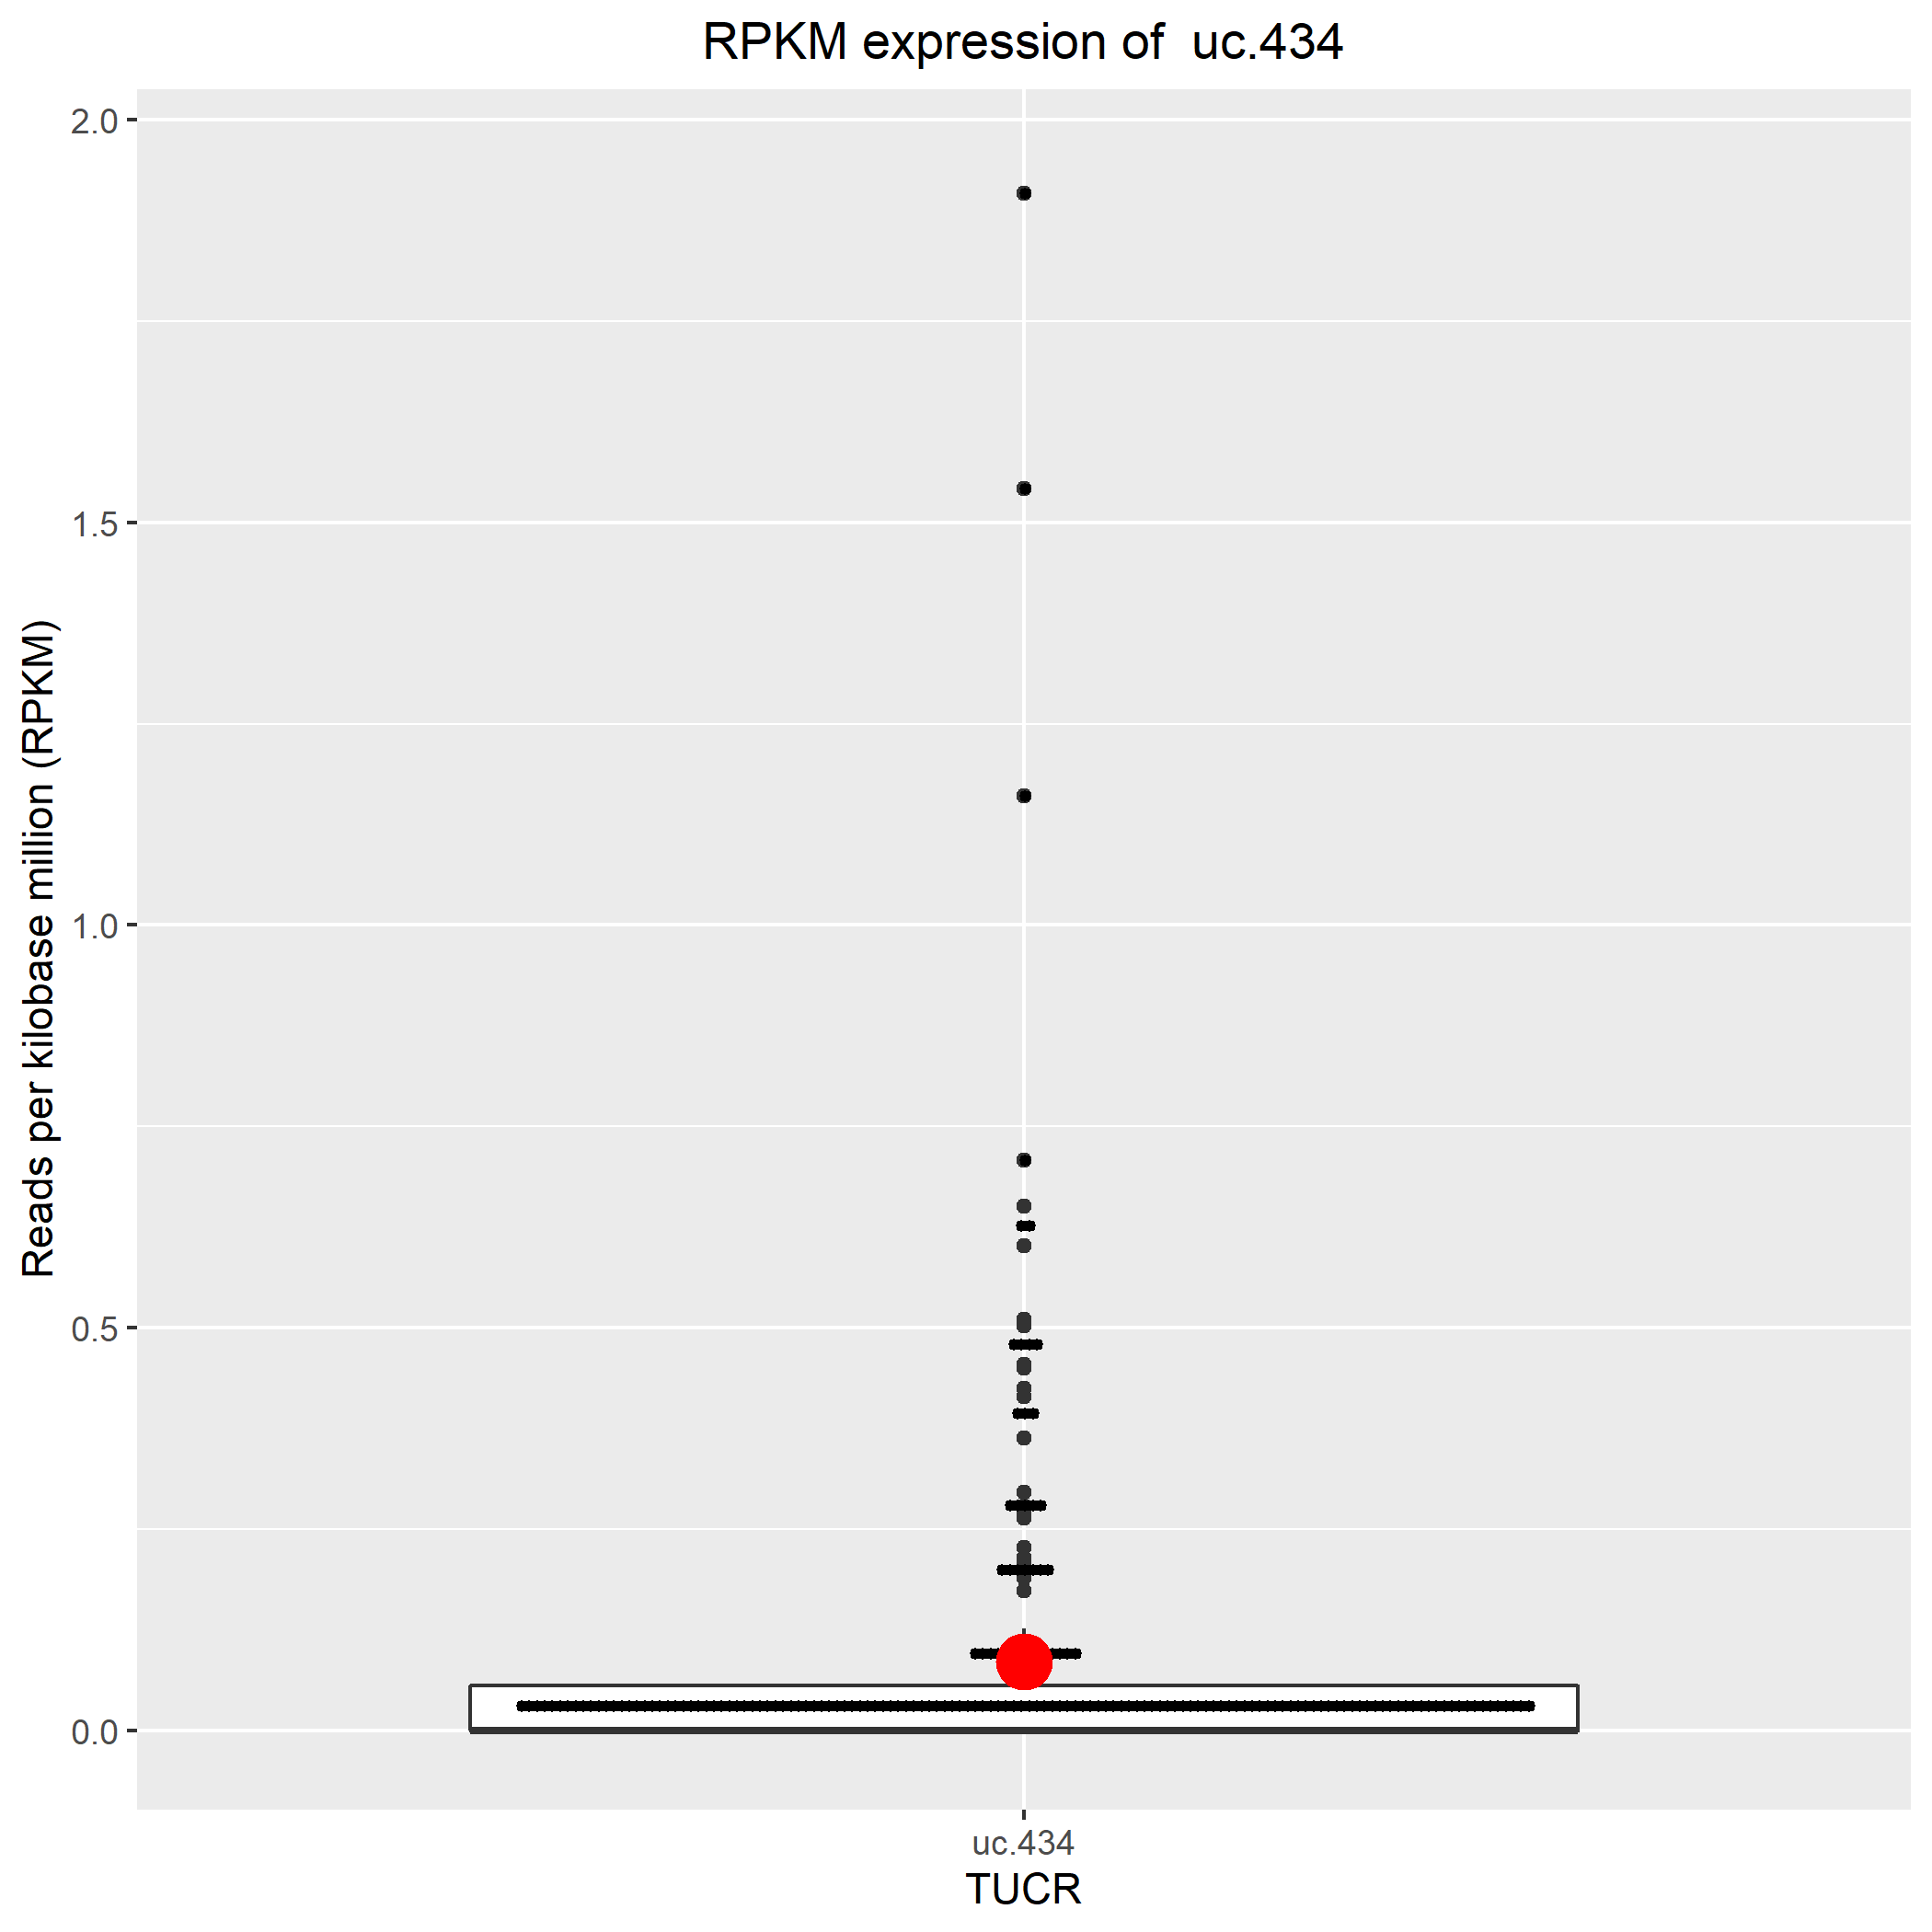 RPKM expression of  uc.434
Reads per kilobase million (RPKM)
2.0
1.5
1.0
0.5
0.0
uc.434
TUCR